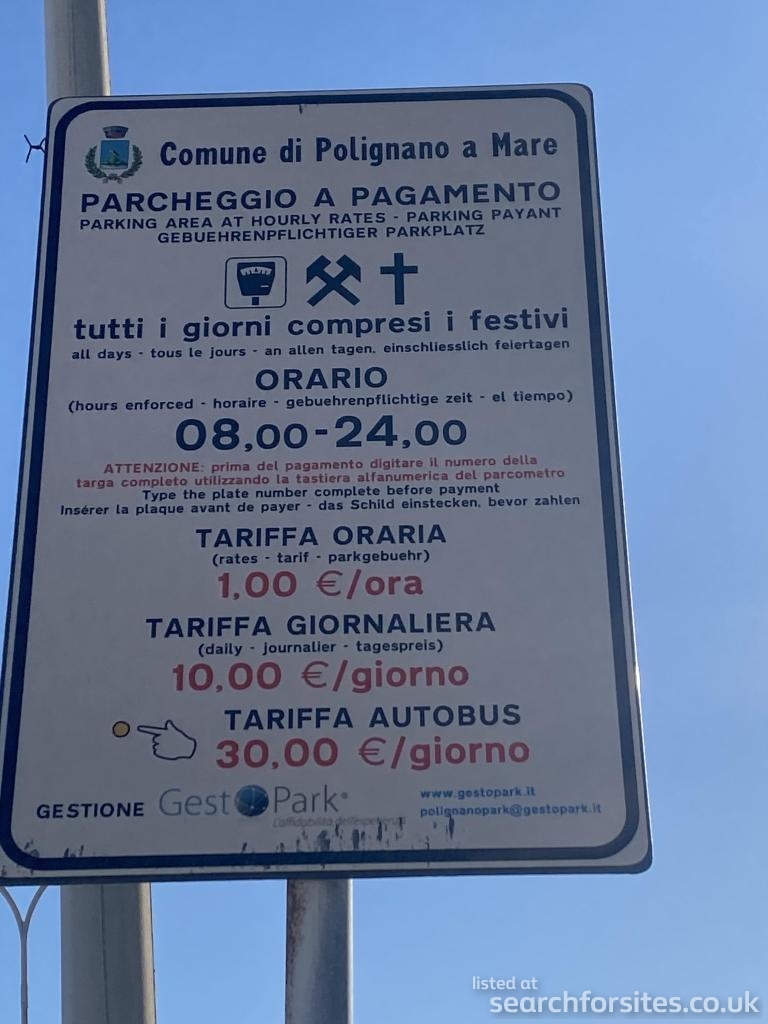 Comune di Polignano a Mare
PARCHEGGIO A PAGAMENTO
PARKING AREA AT HOURLY RATES - PARKING PAYANT
GEBUEHRENPFLICHTIGER PARKPLATZ
tutti i giorni compresi i festivi
all days - tous le jours - an allen tagen, einschliesslich feiertagen
ORARIO
(hours enforced - horaire - gebuehrenpflichtige zeit - el tiempo)
08,00-24,00
ATTENZIONE: prima del pagamento digitare il numero della
targa completo utilizzando la tastiera alfanumerica del parcometro
Type the plate number complete before payment
Insérer la plaque avant de payer - das Schild einstecken, bevor zahlen
TARIFFA ORARIA
(rates - tarif - parkgebuehr)
1,00 €/ora
TARIFFA GIORNALIERA
(daily - journalier - tagespreis)
10,00 €/giorno
TARIFFA AUTOBUS
30,00 €/giorno
GESTIONE GestPark
L'affidabilità dell'esperienza
www.gestopark.it
polignanopark@gestopark.it
listed at
searchforsites.co.uk